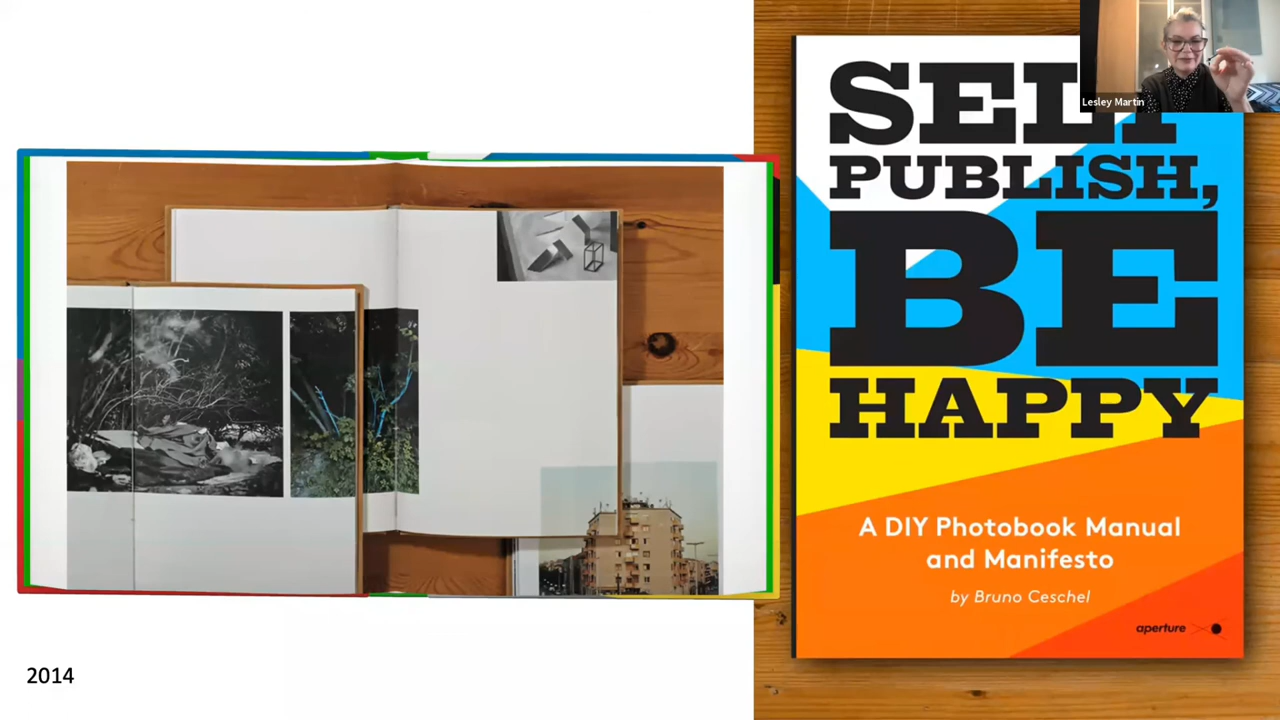 Lesley Martin
SELF
PUBLISH,
BE
HAPPY
A DIY Photobook Manual
and Manifesto
by Bruno Ceschel
aperture
2014